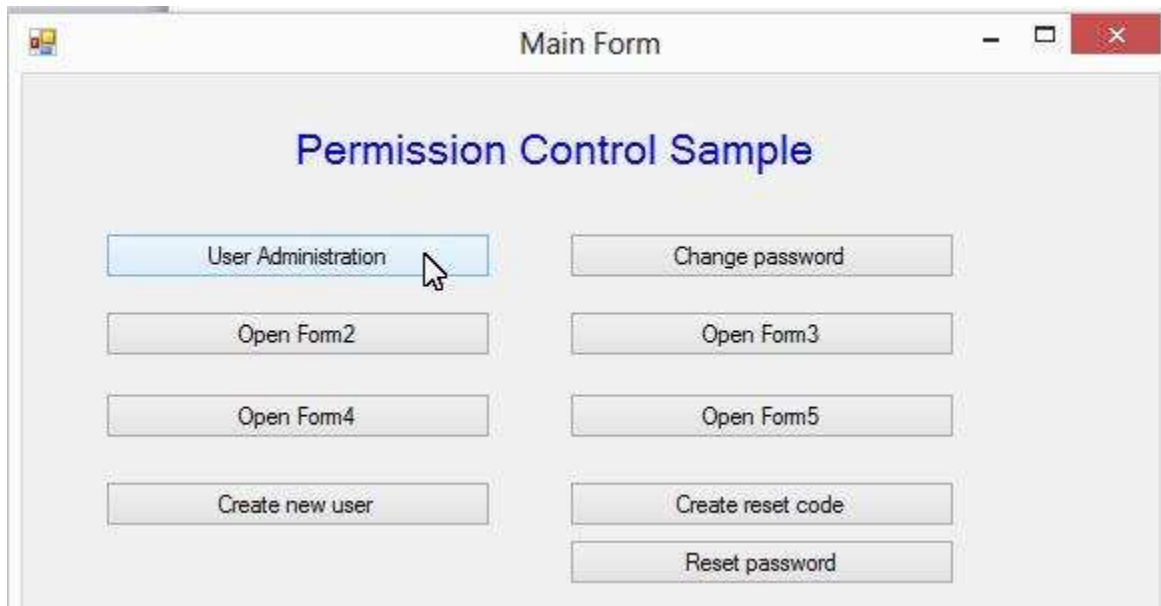 Main Form
Permission Control Sample
User Administration
Change password
Open Form2
Open Form3
Open Form4
Open Form5
Create new user
Create reset code
Reset password